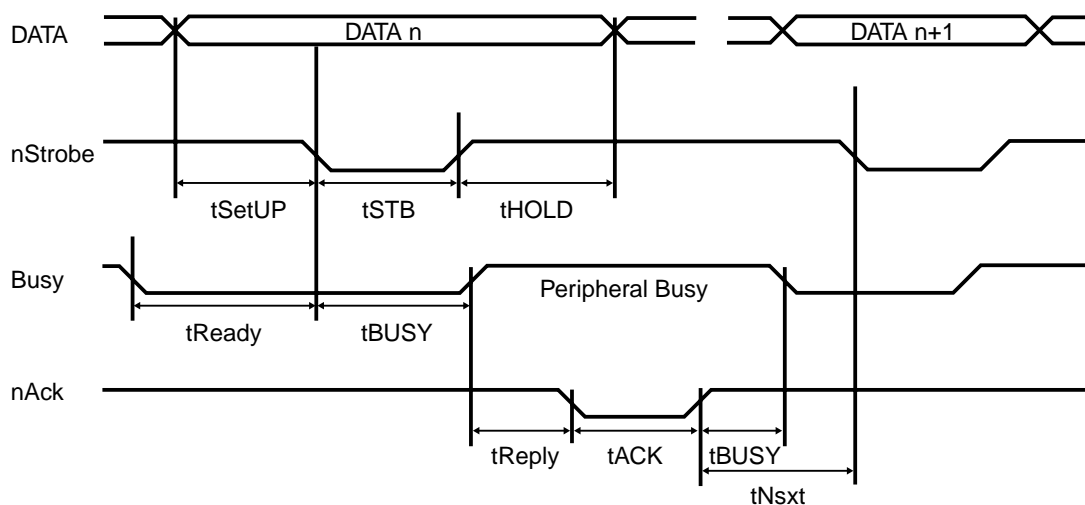 DATA DATA n DATA n+1
nStrobe
tSetUP tSTB tHOLD
Busy Peripheral Busy
tReady tBUSY
nAck
tReply tACK tBUSY
tNsxt